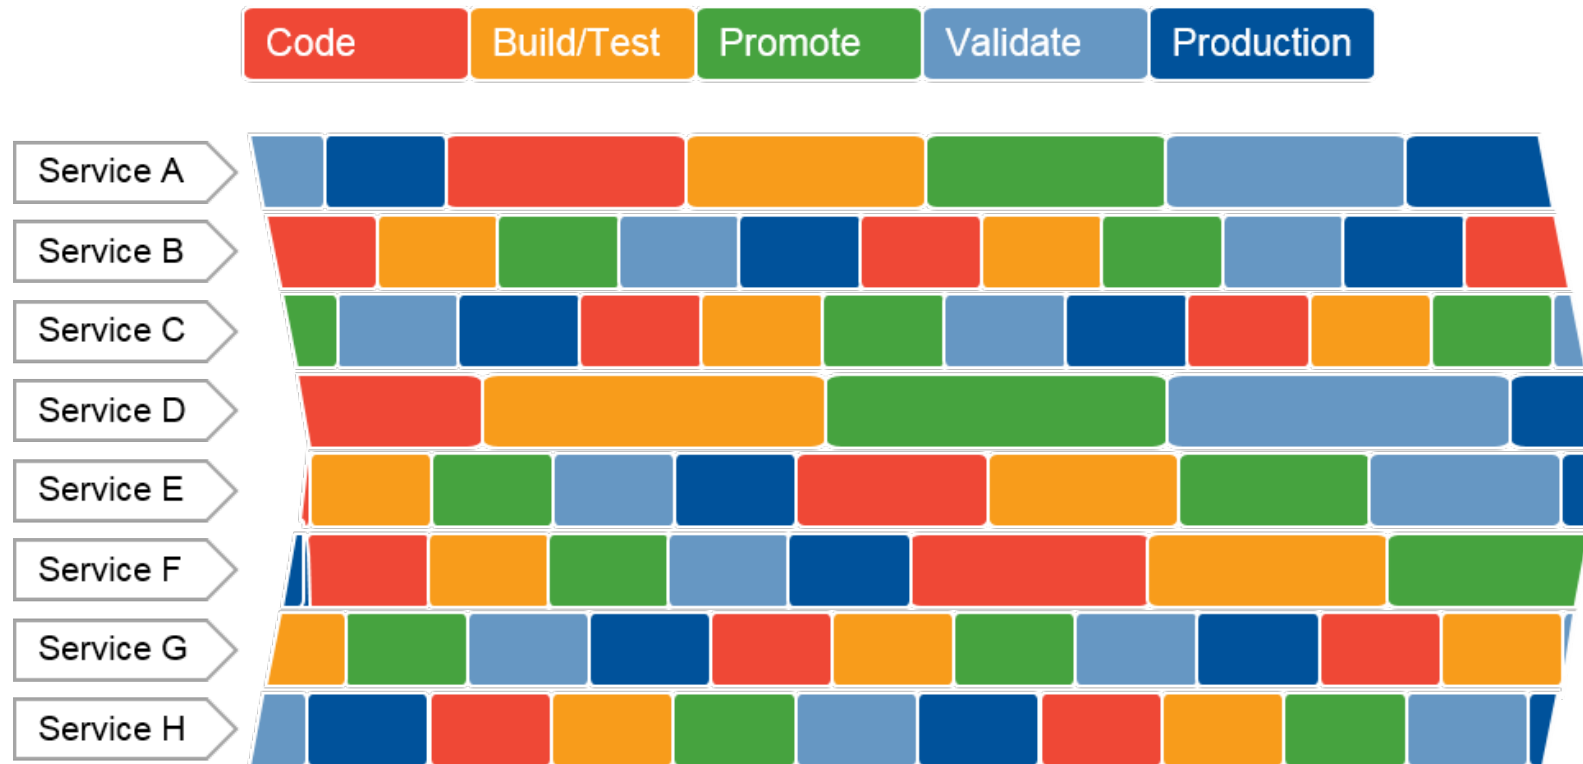 Code Build/Test Promote Validate Production
Service A
Service B
Service C
Service D
Service E
Service F
Service G
Service H